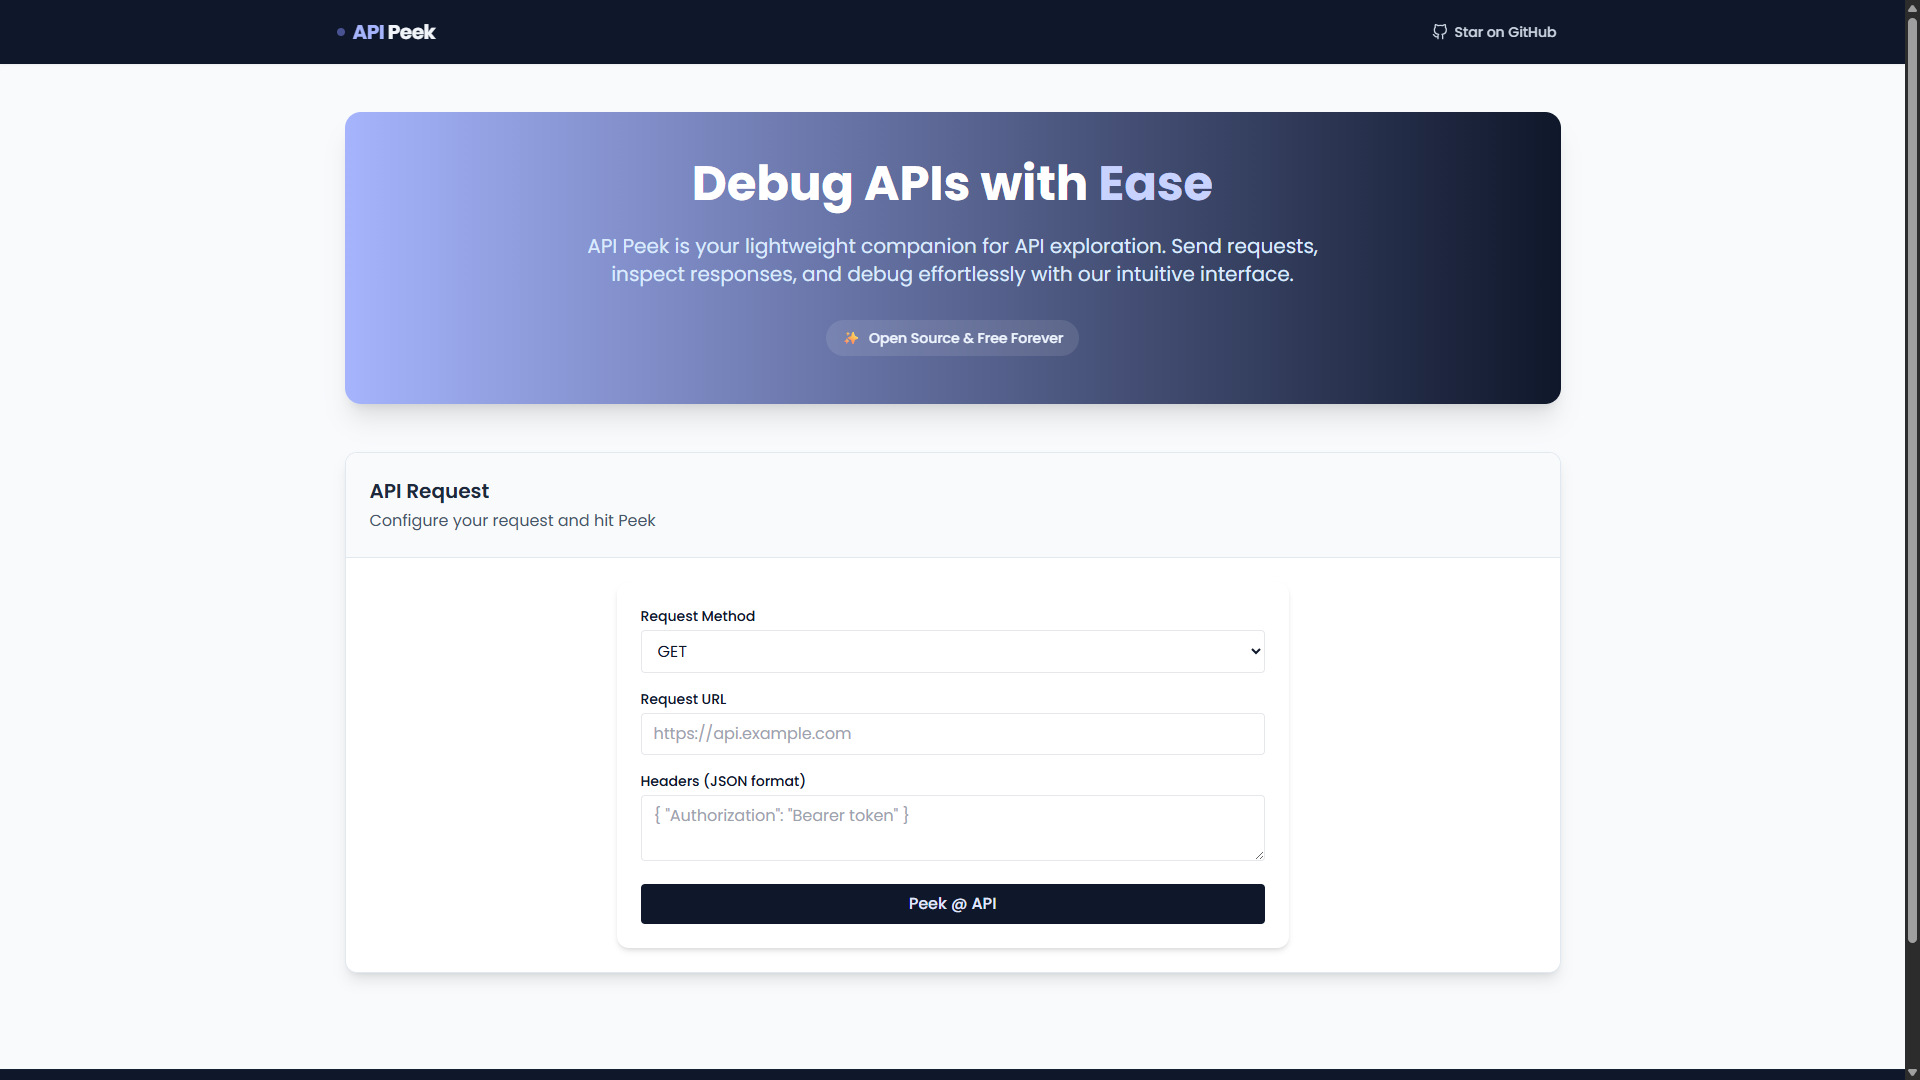 API Peek
Star on GitHub
Debug APIs with Ease
API Peek is your lightweight companion for API exploration. Send requests,
inspect responses, and debug effortlessly with our intuitive interface.
✨ Open Source & Free Forever
API Request
Configure your request and hit Peek
Request Method
GET
Request URL
https://api.example.com
Headers (JSON format)
{ "Authorization": "Bearer token" }
Peek @ API